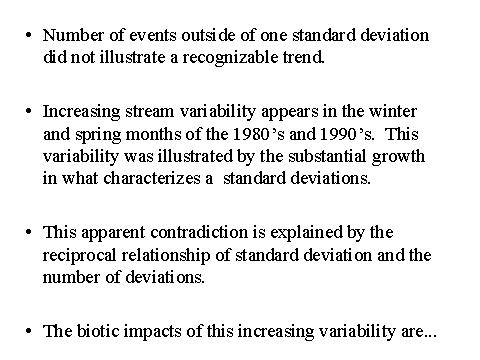 • Number of events outside of one standard deviation
did not illustrate a recognizable trend.
• Increasing stream variability appears in the winter
and spring months of the 1980's and 1990's.  This
variability was illustrated by the substantial growth
in what characterizes a  standard deviations.
• This apparent contradiction is explained by the
reciprocal relationship of standard deviation and the
number of deviations.
• The biotic impacts of this increasing variability are...